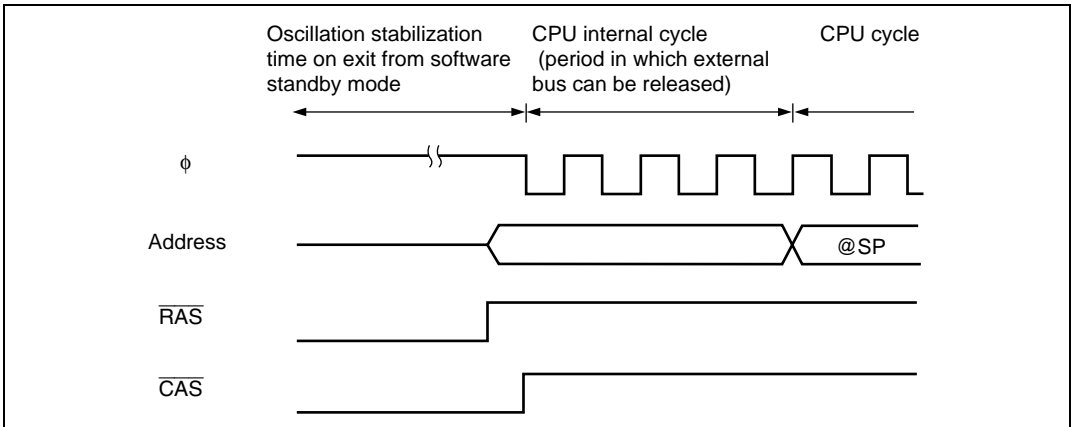 Oscillation stabilization
time on exit from software
standby mode
CPU internal cycle
(period in which external
bus can be released)
CPU cycle
ϕ
Address
@SP
RAS
CAS